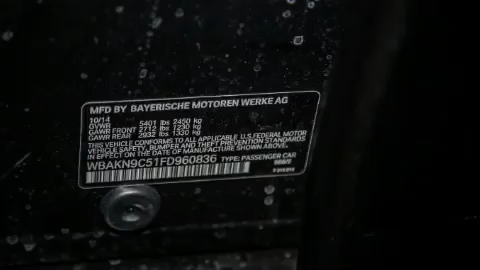 MFD BY BAYERISCHE MOTOREN WERKE AG
10/14
GVWR 5401 lbs 2450 kg
GAWR FRONT 2712 lbs 1230 kg
GAWR REAR 2932 lbs 1330 kg
THIS VEHICLE CONFORMS TO ALL APPLICABLE U.S. FEDERAL MOTOR
VEHICLE SAFETY, BUMPER AND THEFT PREVENTION STANDARDS
IN EFFECT ON THE DATE OF MANUFACTURE SHOWN ABOVE.
WBAKN9C51FD960836 TYPE: PASSENGER CAR